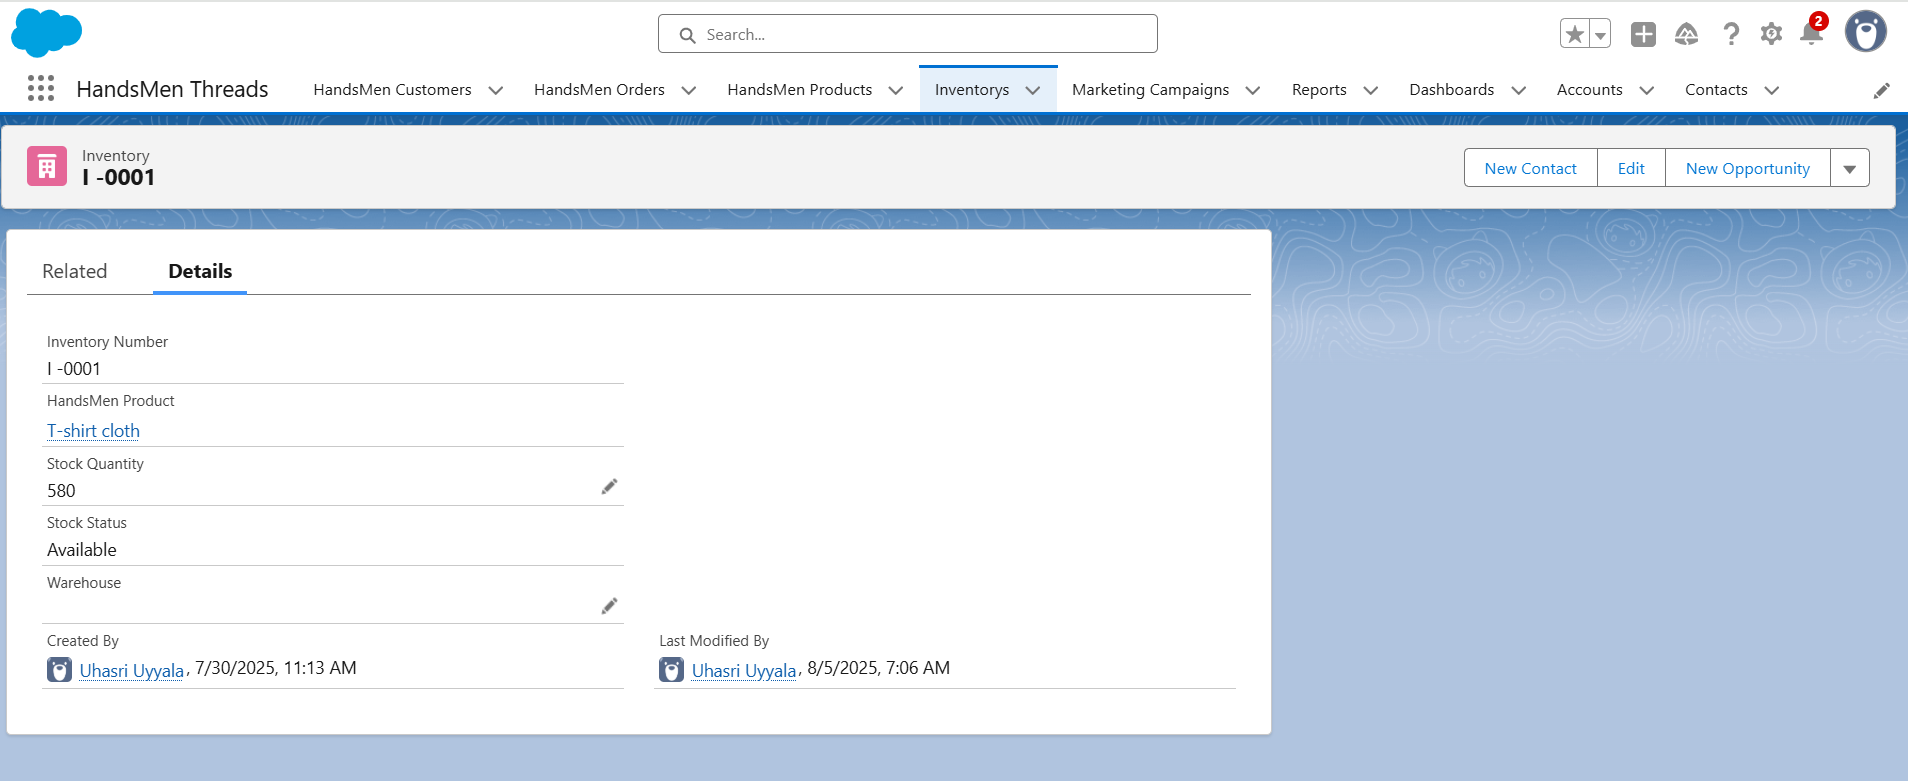 Search...
2
HandsMen Threads HandsMen Customers HandsMen Orders HandsMen Products Inventorys Marketing Campaigns Reports Dashboards Accounts Contacts
Inventory
I -0001
New Contact Edit New Opportunity
Related Details
Inventory Number
I -0001
HandsMen Product
T-shirt cloth
Stock Quantity
580
Stock Status
Available
Warehouse
Created By Last Modified By
Uhasri Uyyala, 7/30/2025, 11:13 AM Uhasri Uyyala, 8/5/2025, 7:06 AM